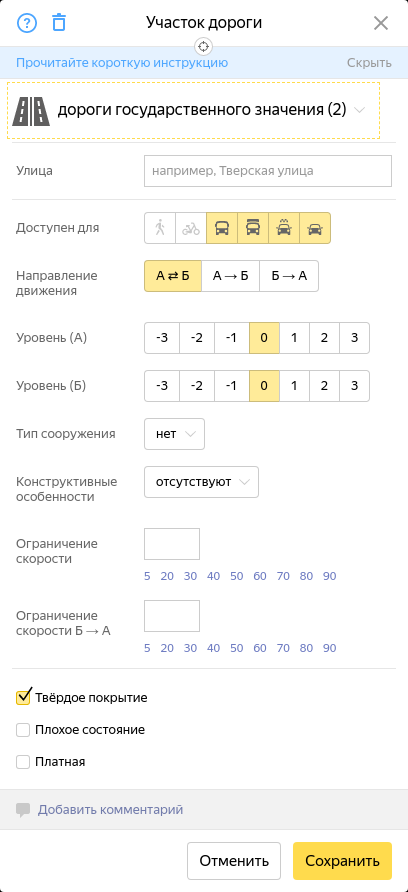 Участок дороги
Прочитайте короткую инструкцию Скрыть
дороги государственного значения (2)
Улица например, Тверская улица
Доступен для
Направление движения А ⇄ Б А → Б Б → А
Уровень (А) -3 -2 -1 0 1 2 3
Уровень (Б) -3 -2 -1 0 1 2 3
Тип сооружения нет
Конструктивные особенности отсутствуют
Ограничение скорости
5 20 30 40 50 60 70 80 90
Ограничение скорости Б → А
5 20 30 40 50 60 70 80 90
Твёрдое покрытие
Плохое состояние
Платная
Добавить комментарий
Отменить Сохранить